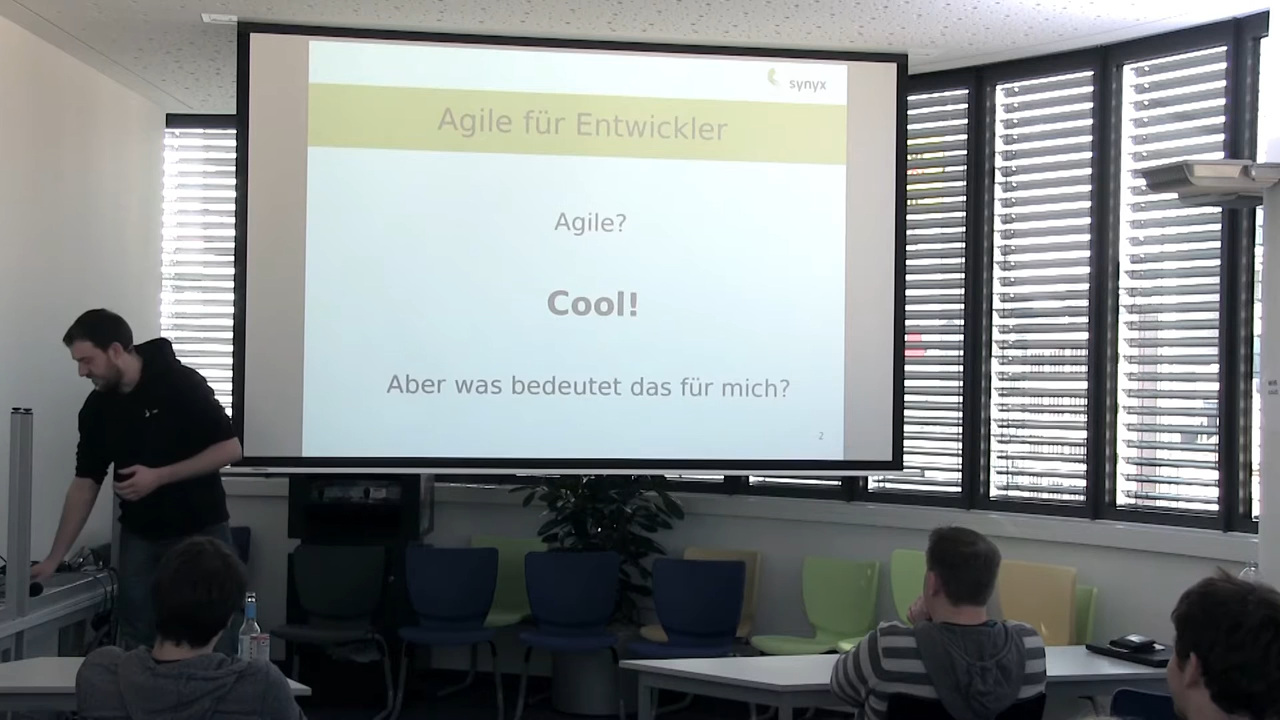 synyx
Agile für Entwickler
Agile?
Cool!
Aber was bedeutet das für mich?
2